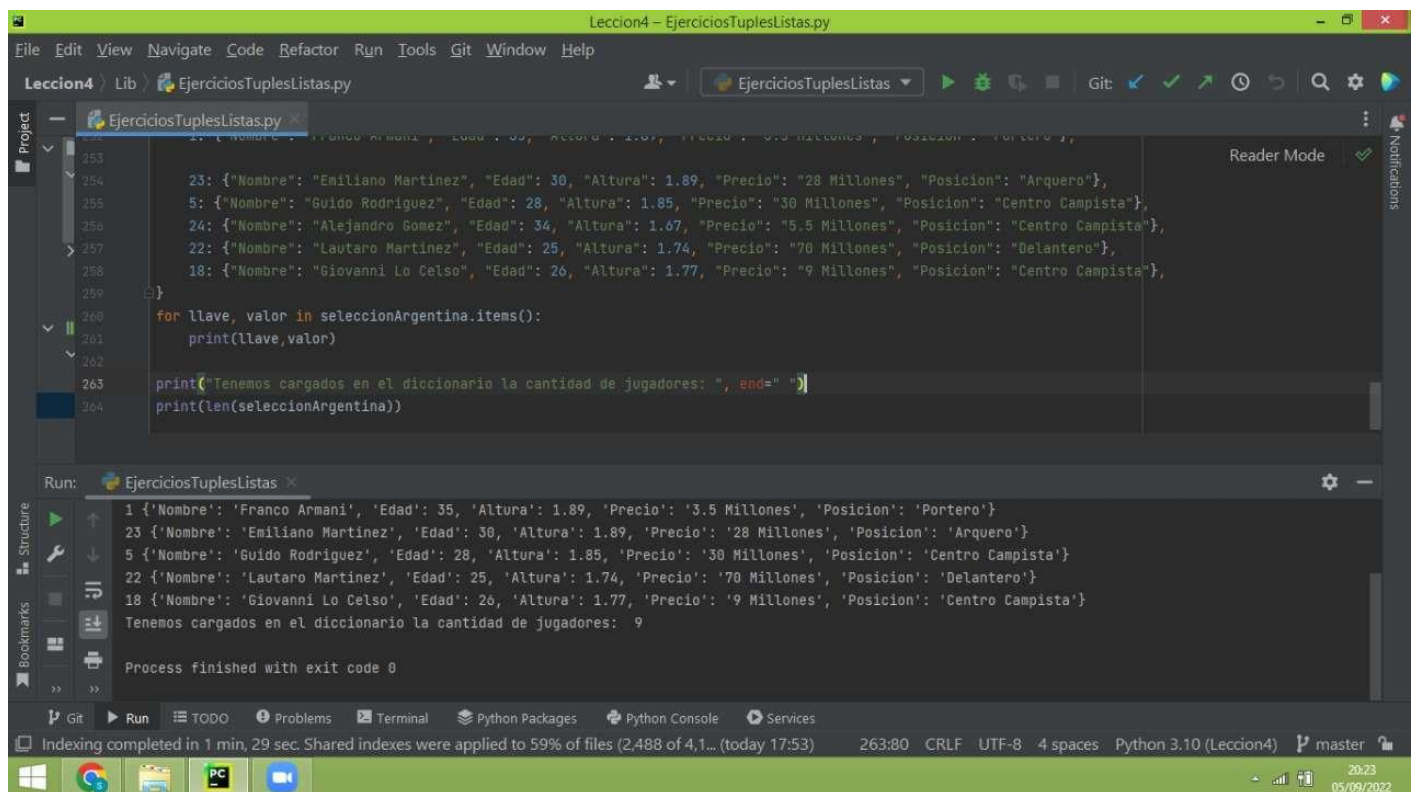 Leccion4 – EjerciciosTuplesListas.py
File Edit View Navigate Code Refactor Run Tools Git Window Help
Leccion4 Lib EjerciciosTuplesListas.py EjerciciosTuplesListas Git:
Project
EjerciciosTuplesListas.py
Notifications
Reader Mode
253
254 23: {"Nombre": "Emiliano Martinez", "Edad": 30, "Altura": 1.89, "Precio": "28 Millones", "Posicion": "Arquero"},
255 5: {"Nombre": "Guido Rodriguez", "Edad": 28, "Altura": 1.85, "Precio": "30 Millones", "Posicion": "Centro Campista"},
256 24: {"Nombre": "Alejandro Gomez", "Edad": 34, "Altura": 1.67, "Precio": "5.5 Millones", "Posicion": "Centro Campista"},
257 22: {"Nombre": "Lautaro Martinez", "Edad": 25, "Altura": 1.74, "Precio": "70 Millones", "Posicion": "Delantero"},
258 18: {"Nombre": "Giovanni Lo Celso", "Edad": 26, "Altura": 1.77, "Precio": "9 Millones", "Posicion": "Centro Campista"},
259 }
260 for llave, valor in seleccionArgentina.items():
261 print(llave,valor)
262
263 print("Tenemos cargados en el diccionario la cantidad de jugadores: ", end=" ")
264 print(len(seleccionArgentina))
Run: EjerciciosTuplesListas
1 {'Nombre': 'Franco Armani', 'Edad': 35, 'Altura': 1.89, 'Precio': '3.5 Millones', 'Posicion': 'Portero'}
23 {'Nombre': 'Emiliano Martinez', 'Edad': 30, 'Altura': 1.89, 'Precio': '28 Millones', 'Posicion': 'Arquero'}
5 {'Nombre': 'Guido Rodriguez', 'Edad': 28, 'Altura': 1.85, 'Precio': '30 Millones', 'Posicion': 'Centro Campista'}
22 {'Nombre': 'Lautaro Martinez', 'Edad': 25, 'Altura': 1.74, 'Precio': '70 Millones', 'Posicion': 'Delantero'}
18 {'Nombre': 'Giovanni Lo Celso', 'Edad': 26, 'Altura': 1.77, 'Precio': '9 Millones', 'Posicion': 'Centro Campista'}
Tenemos cargados en el diccionario la cantidad de jugadores:  9
Process finished with exit code 0
Structure
Bookmarks
Git Run TODO Problems Terminal Python Packages Python Console Services
Indexing completed in 1 min, 29 sec. Shared indexes were applied to 59% of files (2,488 of 4,1... (today 17:53) 263:80 CRLF UTF-8 4 spaces Python 3.10 (Leccion4) master
PC
20:23
05/09/2022